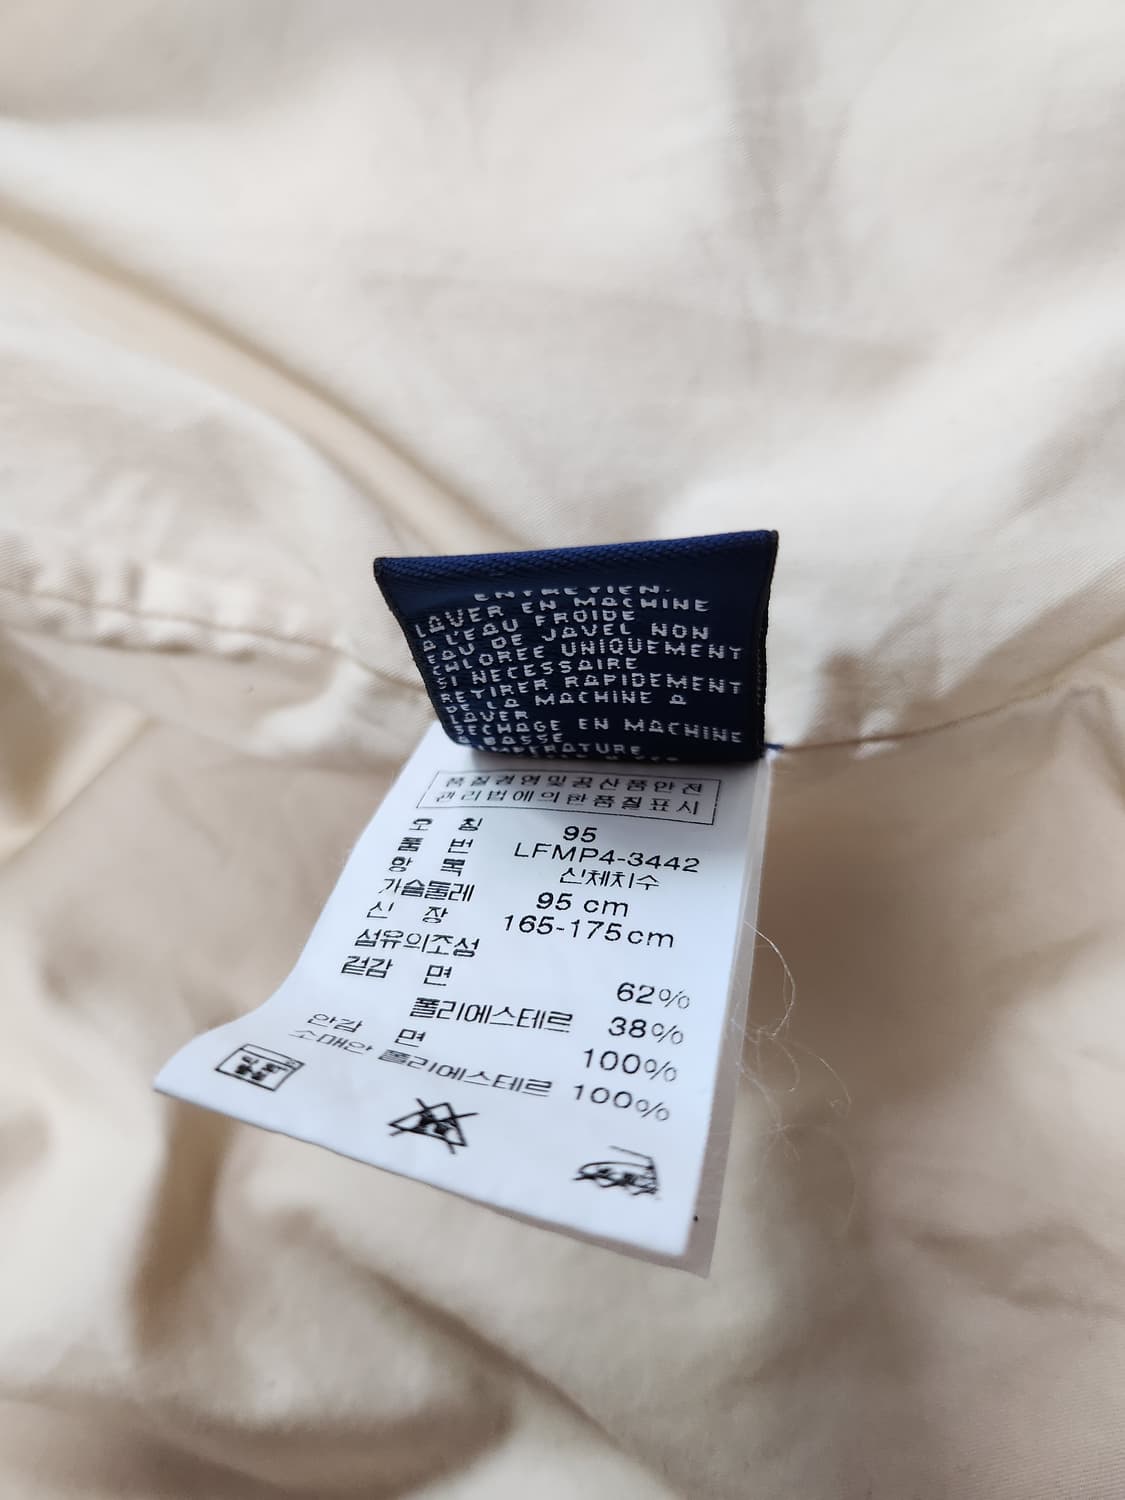 ENTRETIEN:
LAVER EN MACHINE
A L'EAU FROIDE
EAU DE JAVEL NON
CHLOREE UNIQUEMENT
SI NECESSAIRE
RETIRER RAPIDEMENT
DE LA MACHINE A
LAVER
SECHAGE EN MACHINE
A BASSE
TEMPERATURE
품질경영및공산품안전
관리법에의한품질표시
호 칭 95
품 번 LFMP4-3442
항 목 신체치수
가슴둘레 95 cm
신 장 165-175cm
섬유의조성
겉감 면 62%
폴리에스테르 38%
안감 면 100%
소매안 폴리에스테르 100%